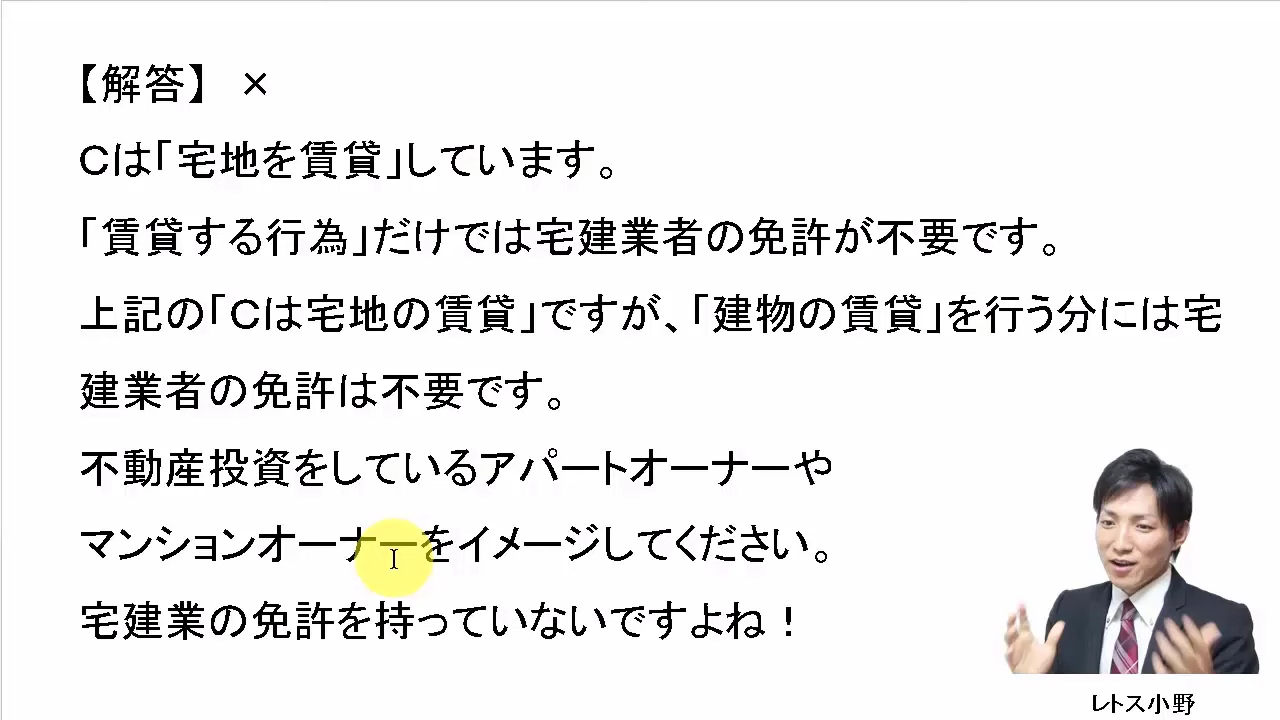 【解答】 ×
Cは「宅地を賃貸」しています。
「賃貸する行為」だけでは宅建業者の免許が不要です。
上記の「Cは宅地の賃貸」ですが、「建物の賃貸」を行う分には宅
建業者の免許は不要です。
不動産投資をしているアパートオーナーや
マンションオーナーをイメージしてください。
宅建業の免許を持っていないですよね！
レトス小野